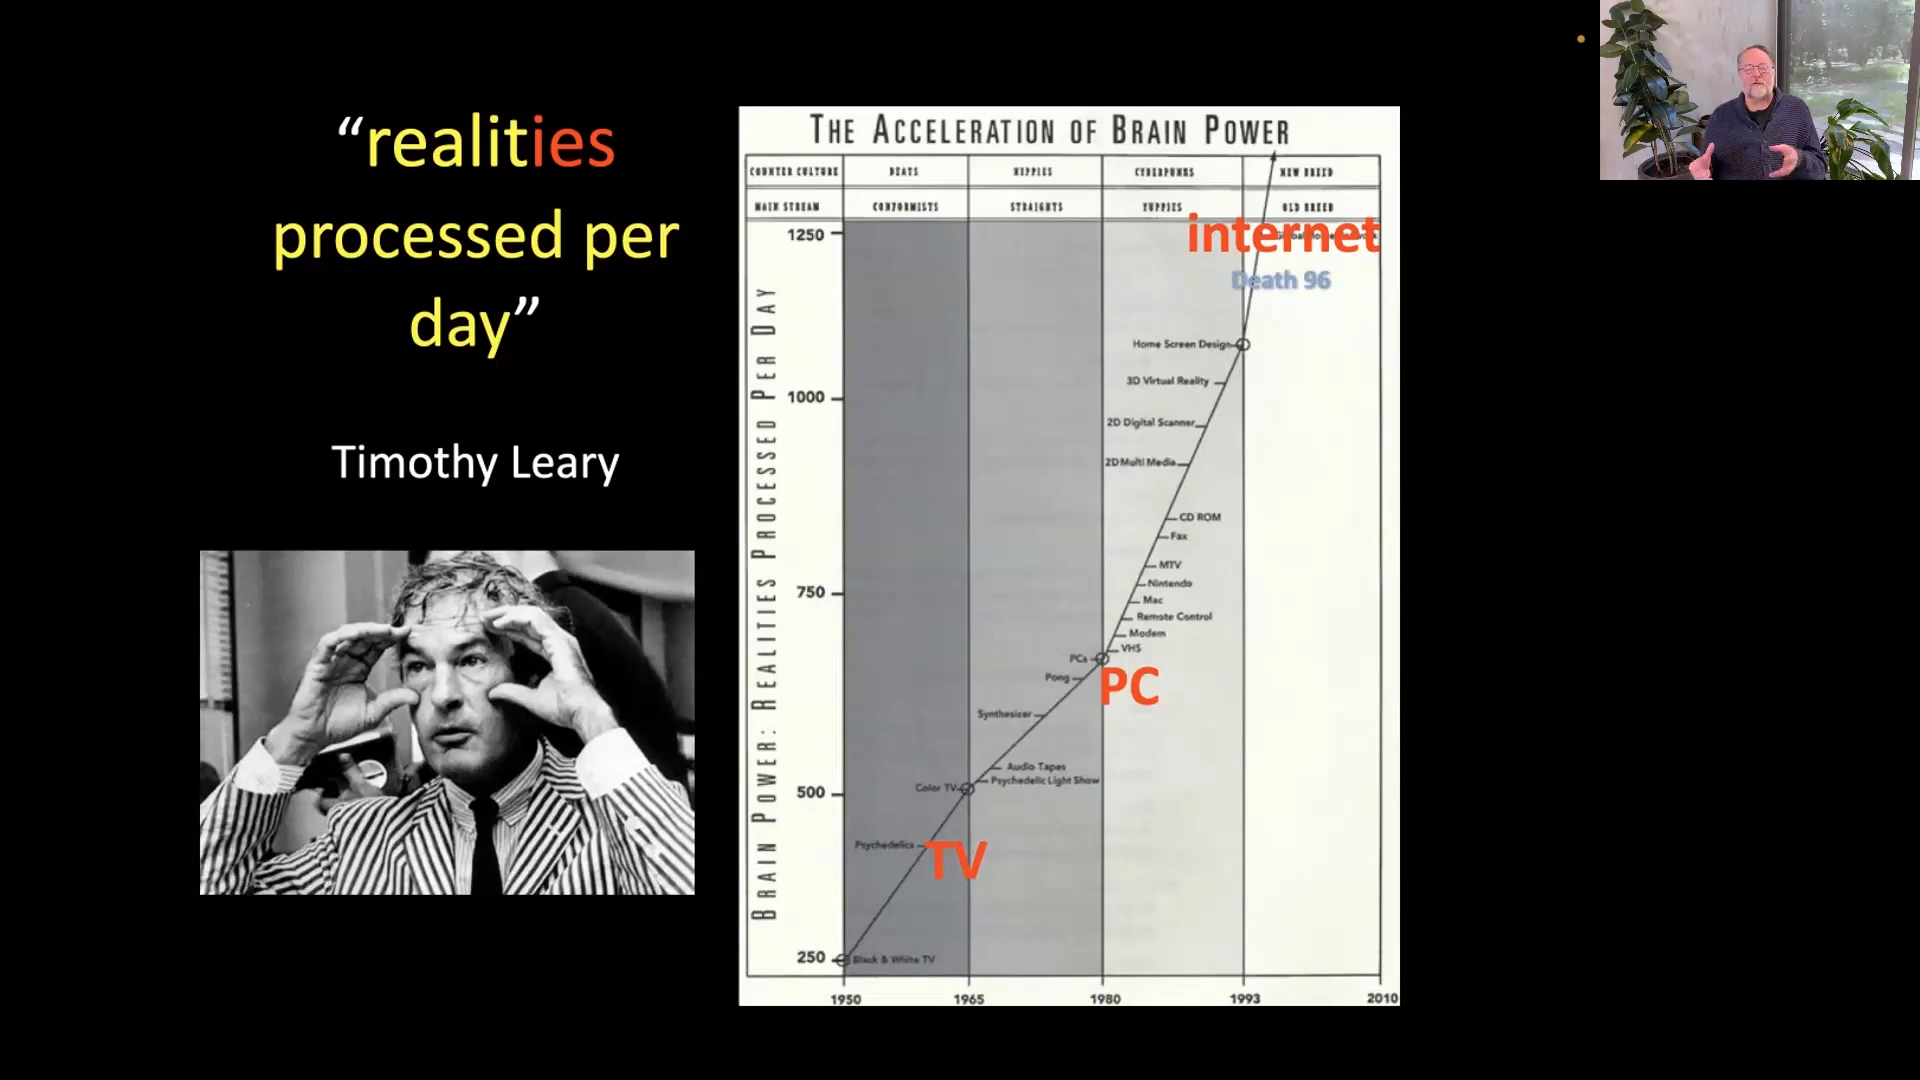 “realities
processed per
day”
Timothy Leary
THE ACCELERATION OF BRAIN POWER
COUNTER CULTURE BEATS HIPPIES CYBERPUNKS NEW BREED
MAIN STREAM CONFORMISTS STRAIGHTS YUPPIES OLD BREED
BRAIN POWER: REALITIES PROCESSED PER DAY
1250
1000
750
500
250
internet
Death 96
Home Screen Design
3D Virtual Reality
2D Digital Scanner
2D Multi Media
CD ROM
Fax
MTV
Nintendo
Mac
Remote Control
Modem
VHS
PCs
PC
Pong
Synthesizer
Audio Tapes
Psychedelic Light Show
Color TV
Psychedelics
TV
Black & White TV
1950 1965 1980 1993 2010